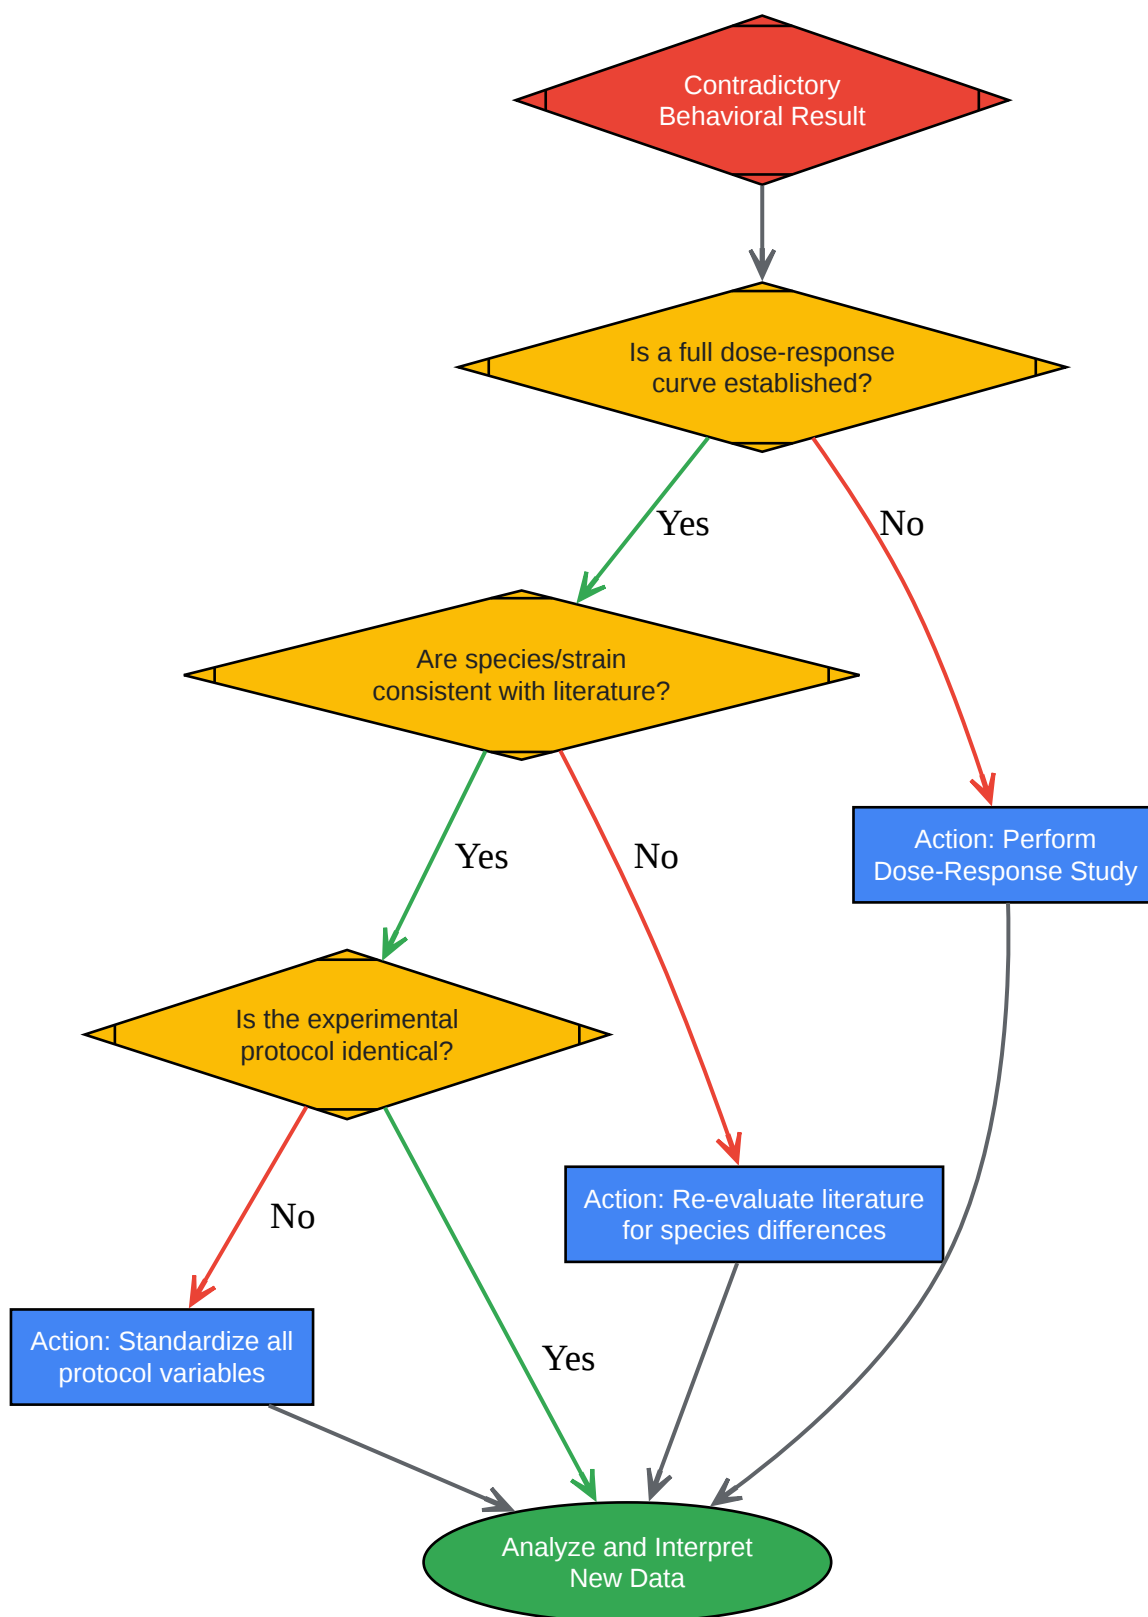 Contradictory
Behavioral Result
Is a full dose-response
curve established?
Yes
No
Are species/strain
consistent with literature?
Action: Perform
Dose-Response Study
Yes
No
Is the experimental
protocol identical?
Action: Re-evaluate literature
for species differences
No
Action: Standardize all
protocol variables
Yes
Analyze and Interpret
New Data